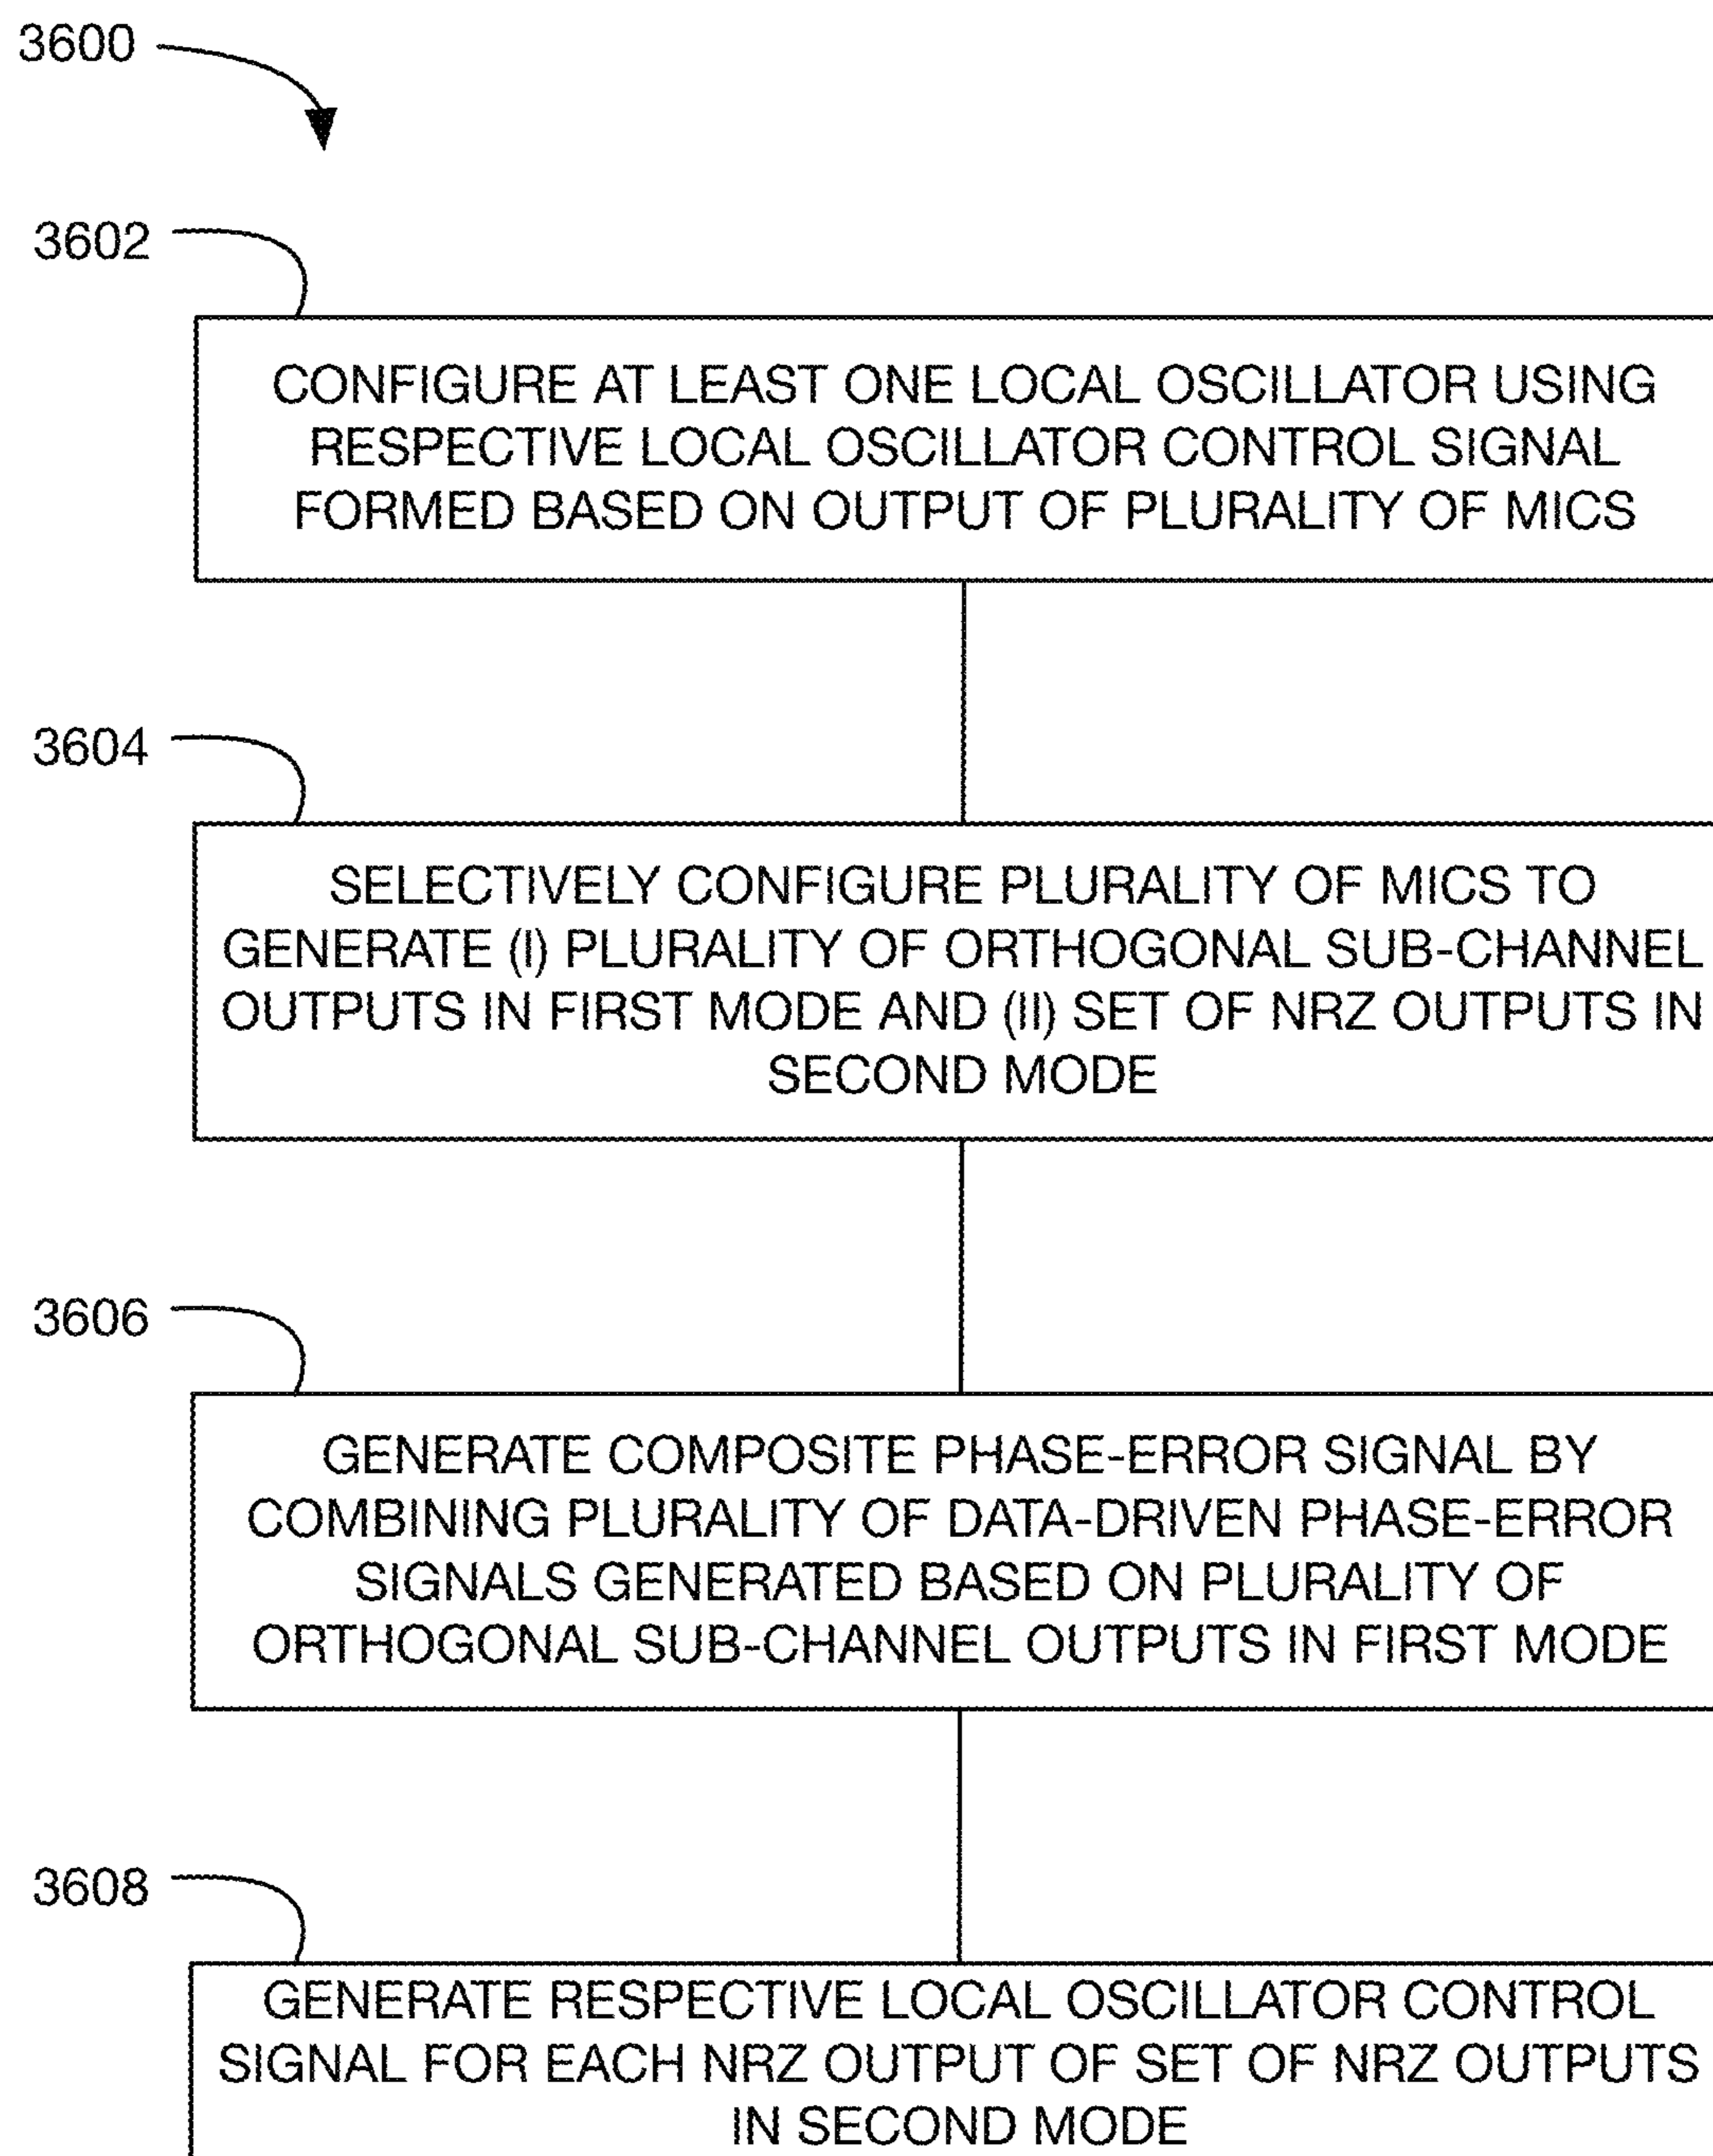 3600
3602
CONFIGURE AT LEAST ONE LOCAL OSCILLATOR USING
RESPECTIVE LOCAL OSCILLATOR CONTROL SIGNAL
FORMED BASED ON OUTPUT OF PLURALITY OF MICS
3604
SELECTIVELY CONFIGURE PLURALITY OF MICS TO
GENERATE (I) PLURALITY OF ORTHOGONAL SUB-CHANNEL
OUTPUTS IN FIRST MODE AND (II) SET OF NRZ OUTPUTS IN
SECOND MODE
3606
GENERATE COMPOSITE PHASE-ERROR SIGNAL BY
COMBINING PLURALITY OF DATA-DRIVEN PHASE-ERROR
SIGNALS GENERATED BASED ON PLURALITY OF
ORTHOGONAL SUB-CHANNEL OUTPUTS IN FIRST MODE
3608
GENERATE RESPECTIVE LOCAL OSCILLATOR CONTROL
SIGNAL FOR EACH NRZ OUTPUT OF SET OF NRZ OUTPUTS
IN SECOND MODE